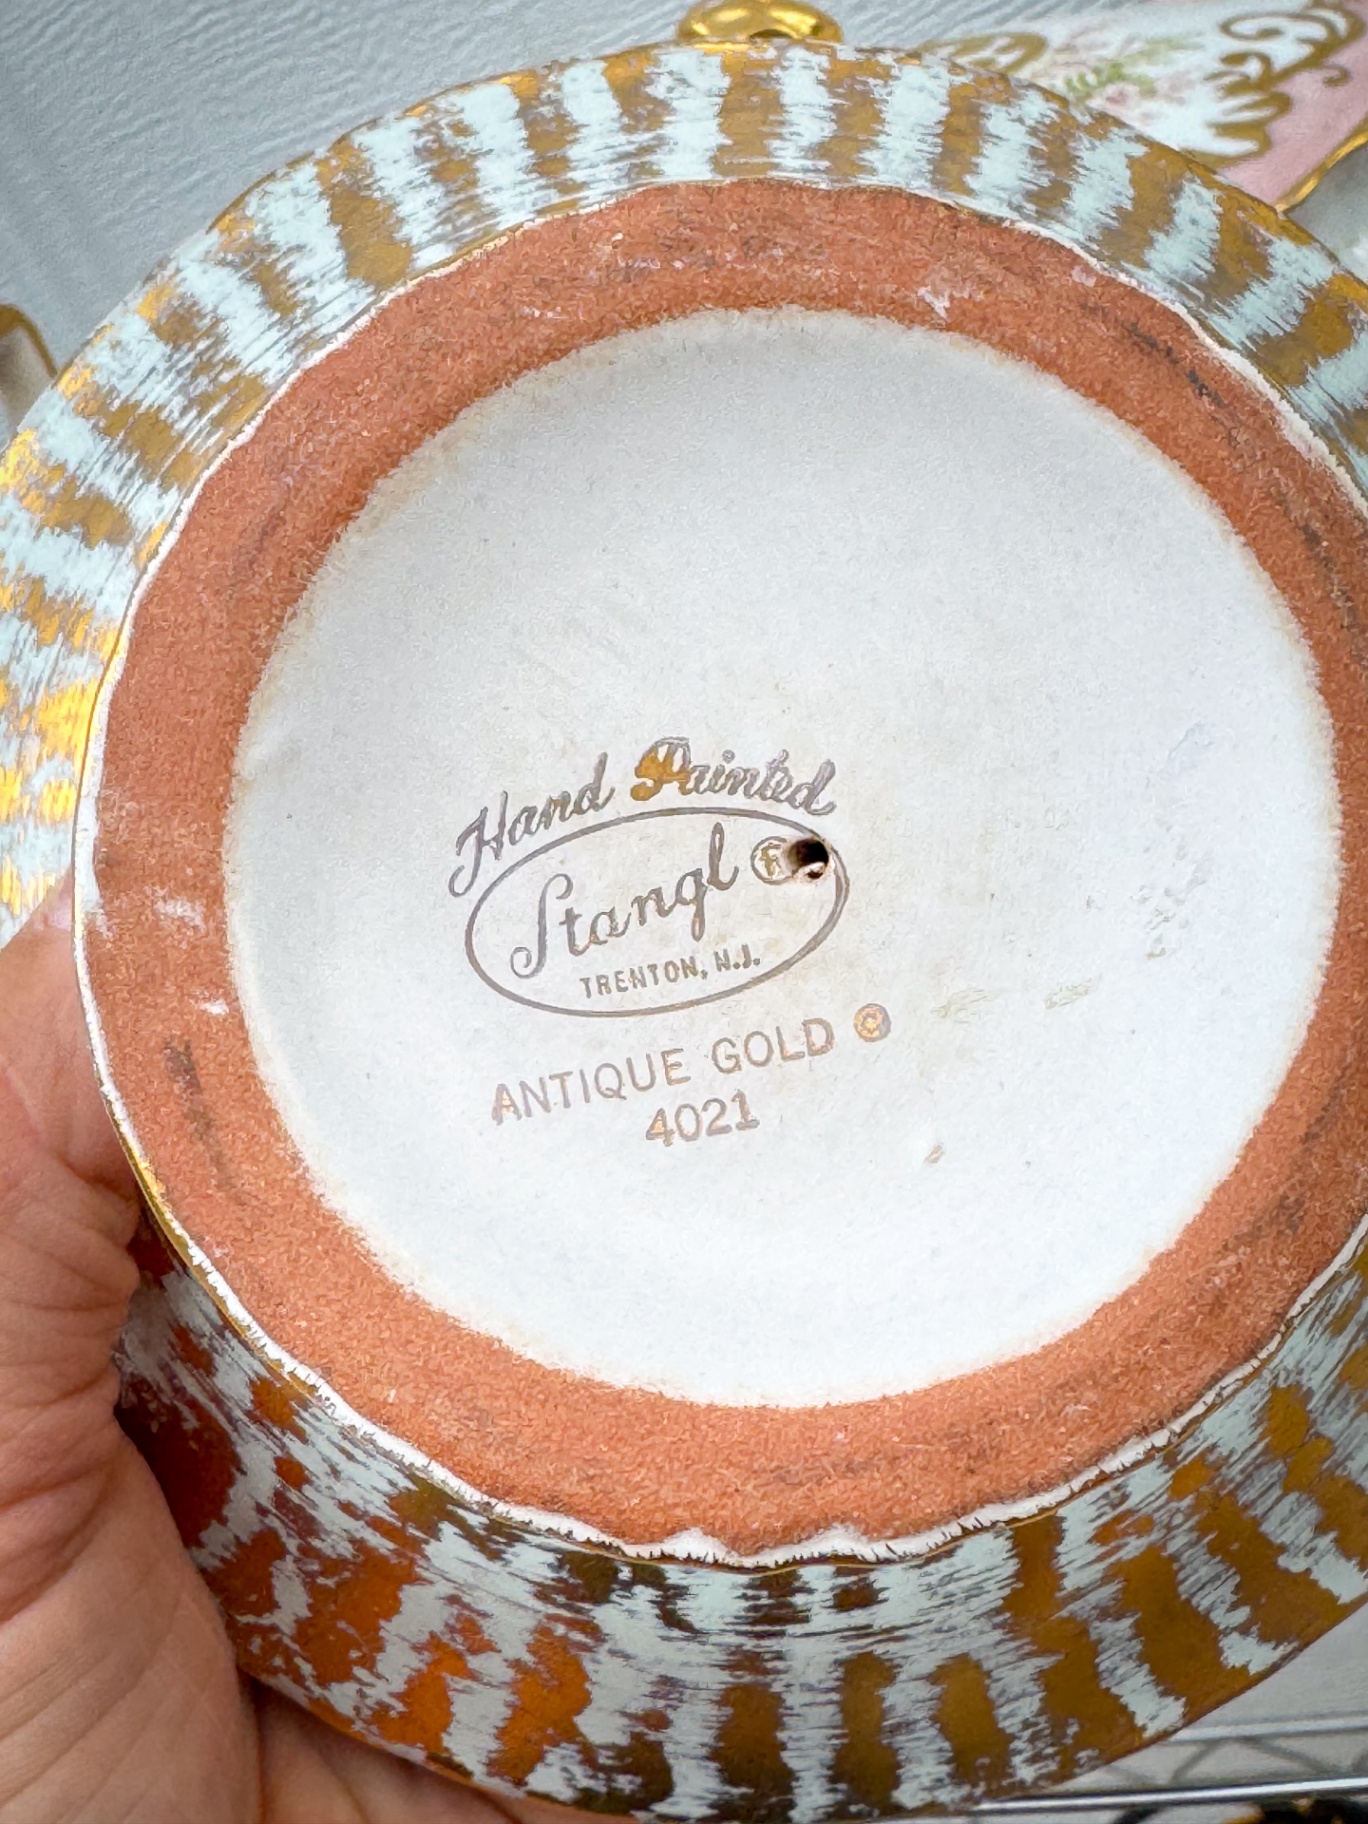 Hand Painted
Stangl ®
TRENTON, N.J.
ANTIQUE GOLD ©
4021